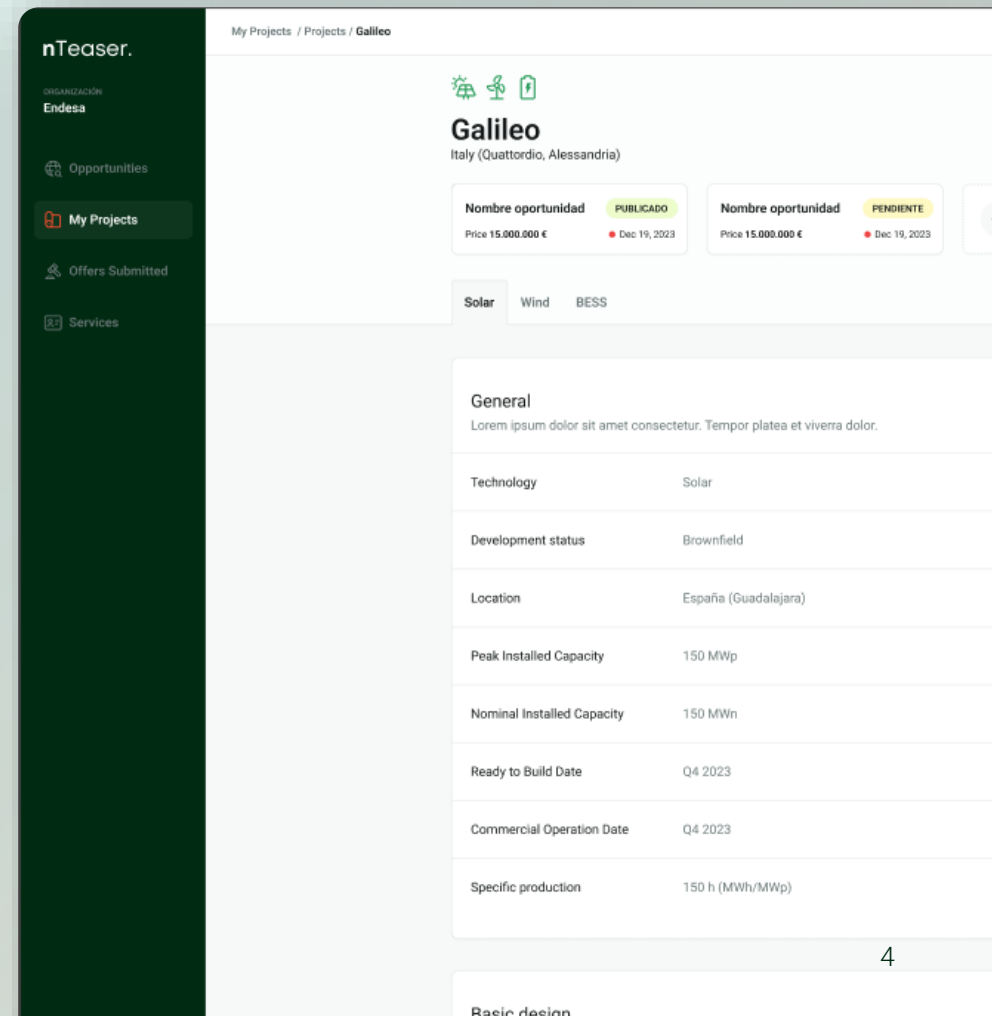 nTeaser.
ORGANIZACIÓN
Endesa
Opportunities
My Projects
Offers Submitted
Services
My Projects / Projects / Galileo
Galileo
Italy (Quattordio, Alessandria)
Nombre oportunidad PUBLICADO
Price 15.000.000 € Dec 19, 2023
Nombre oportunidad PENDIENTE
Price 15.000.000 € Dec 19, 2023
Solar Wind BESS
General
Lorem ipsum dolor sit amet consectetur. Tempor platea et viverra dolor.
Technology Solar
Development status Brownfield
Location España (Guadalajara)
Peak Installed Capacity 150 MWp
Nominal Installed Capacity 150 MWn
Ready to Build Date Q4 2023
Commercial Operation Date Q4 2023
Specific production 150 h (MWh/MWp)
4
Basic design